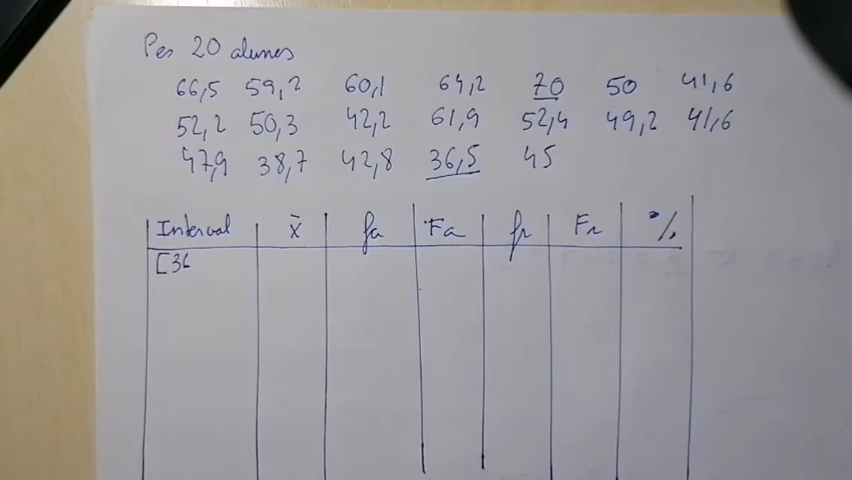 Pes 20 alumnes
66,5 59,2 60,1 64,2 70 50 41,6
52,2 50,3 42,2 61,9 52,4 49,2 41,6
47,9 38,7 42,8 36,5 45
Interval x̄ fa Fa fr Fr %
[36